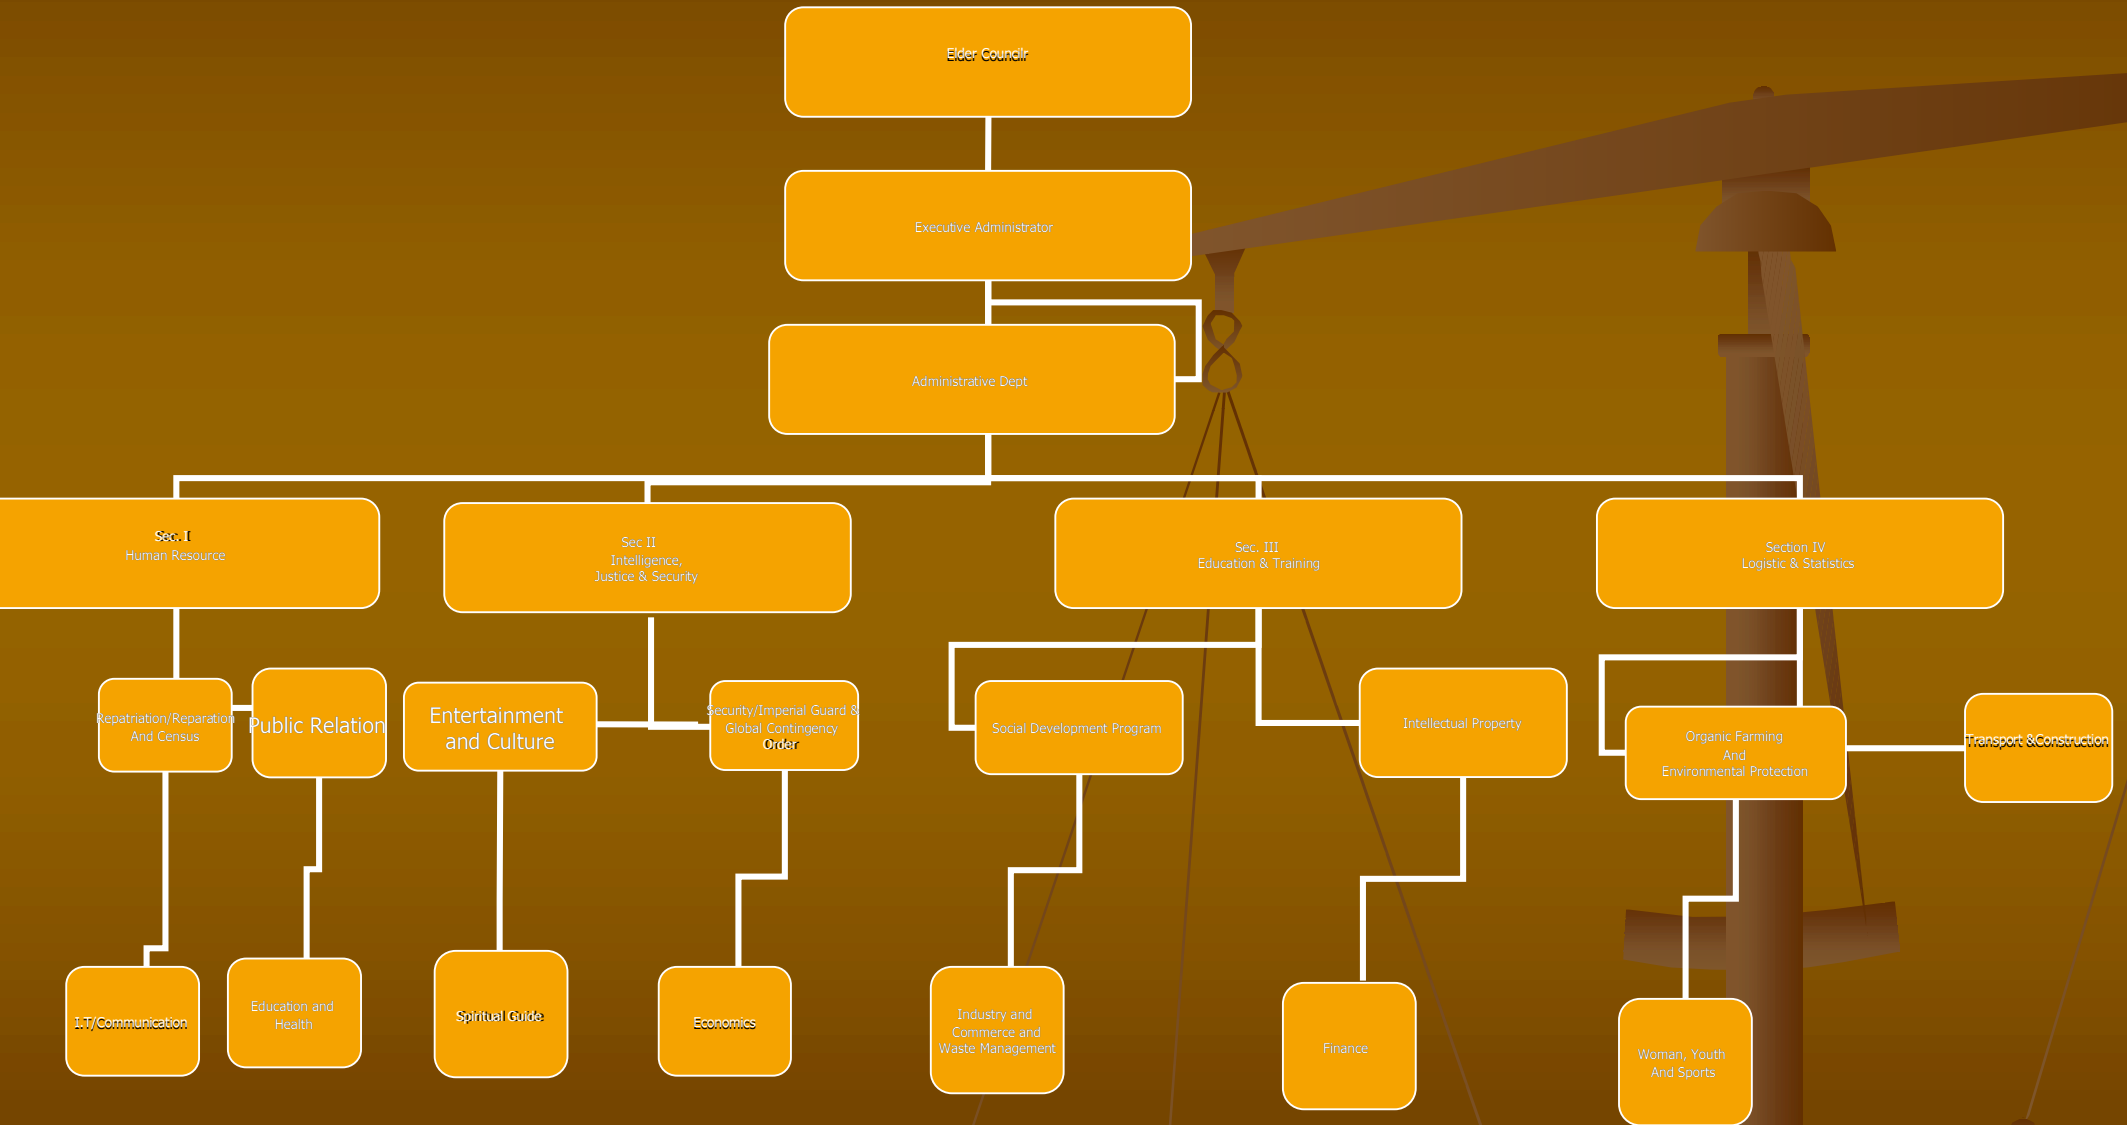 Elder Councilr
Executive Administrator
Administrative Dept
Sec. I
Human Resource
Sec II
Intelligence,
Justice & Security
Sec. III
Education & Training
Section IV
Logistic & Statistics
Repatriation/Reparation
And Census
Public Relation
Entertainment
and Culture
Security/Imperial Guard &
Global Contingency
Order
Social Development Program
Intellectual Property
Organic Farming
And
Environmental Protection
Transport &Construction
I.T/Communication
Education and
Health
Spiritual Guide
Economics
Industry and
Commerce and
Waste Management
Finance
Woman, Youth
And Sports